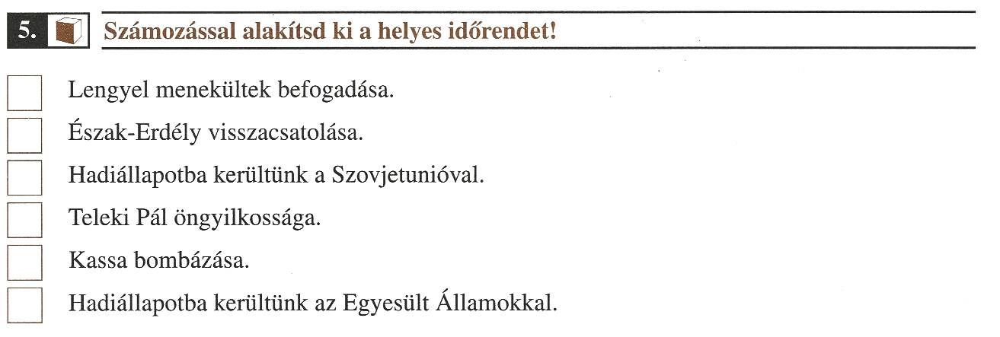 5. Számozással alakítsd ki a helyes időrendet!
Lengyel menekültek befogadása.
Észak-Erdély visszacsatolása.
Hadiállapotba kerültünk a Szovjetunióval.
Teleki Pál öngyilkossága.
Kassa bombázása.
Hadiállapotba kerültünk az Egyesült Államokkal.